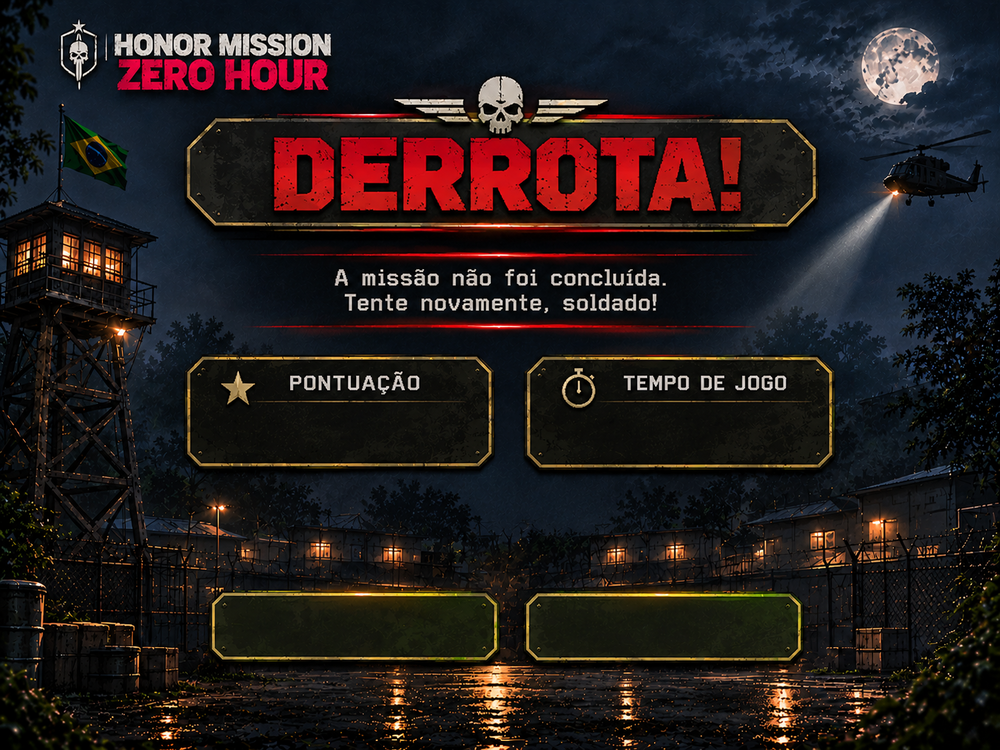 HONOR MISSION
ZERO HOUR
DERROTA!
A missão não foi concluída.
Tente novamente, soldado!
PONTUAÇÃO
TEMPO DE JOGO